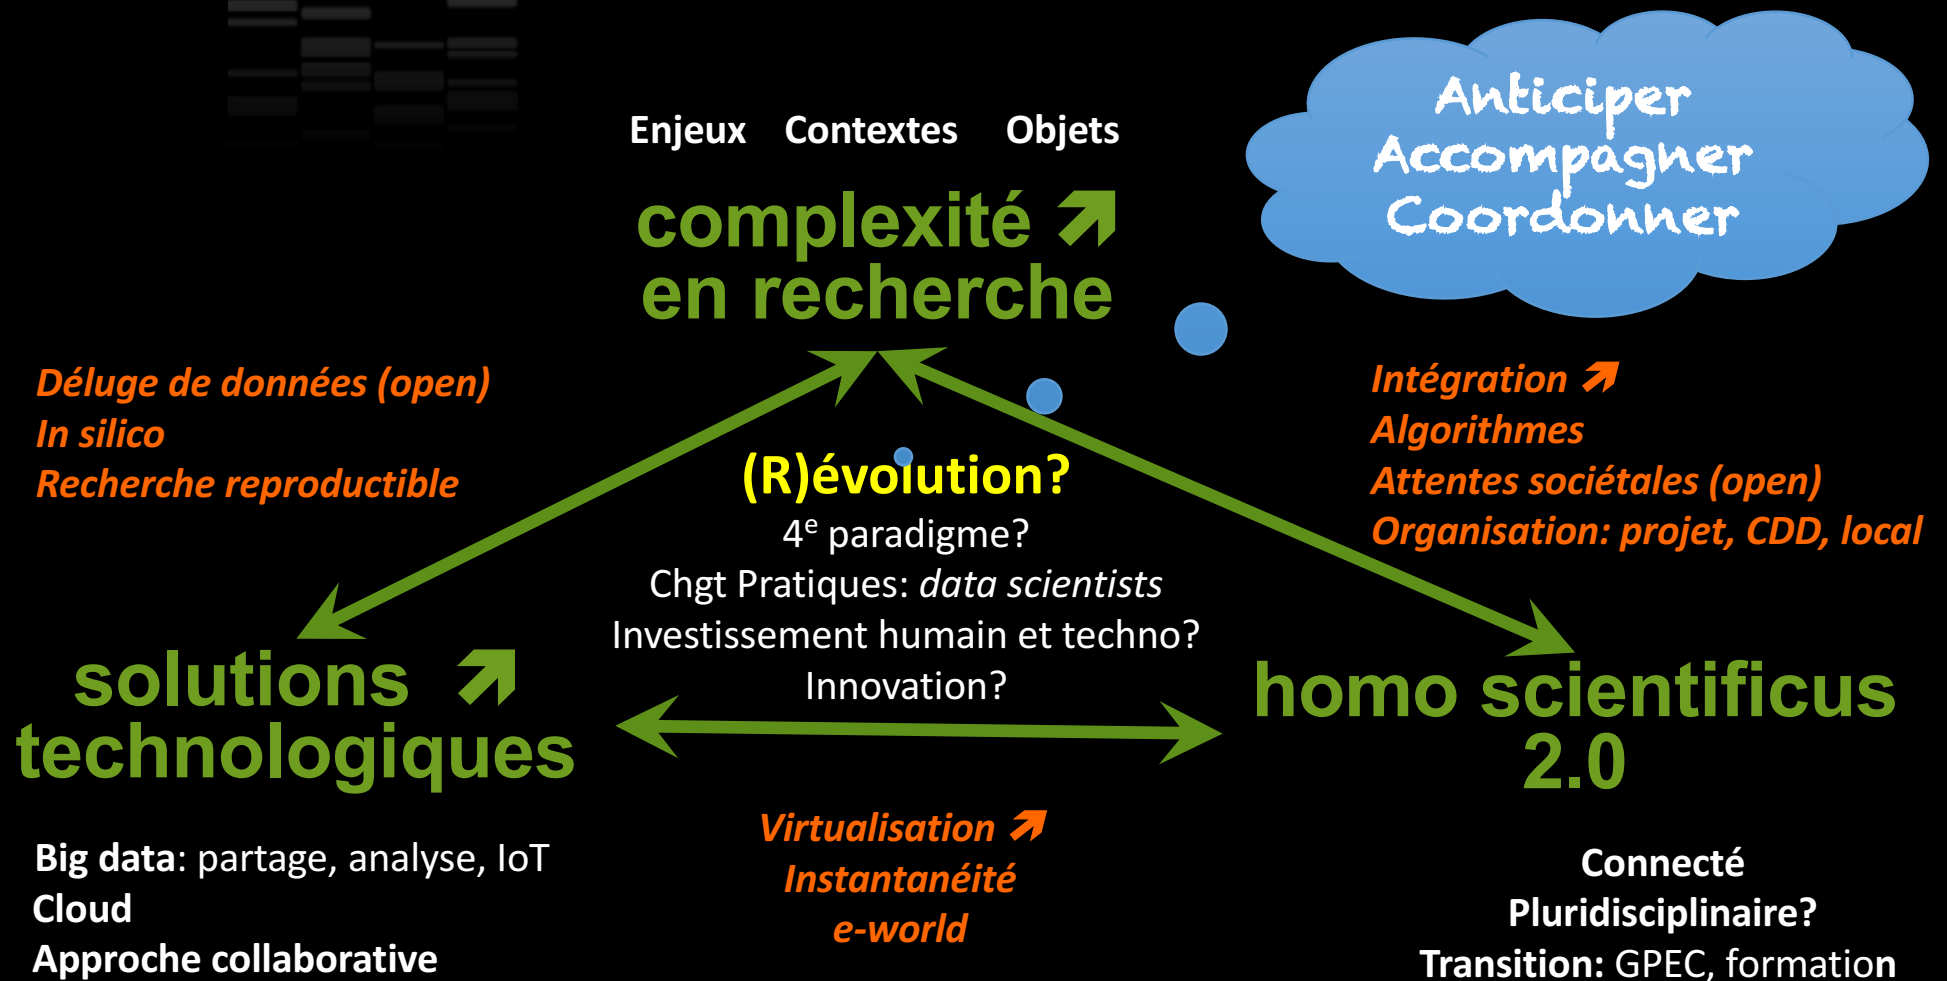 Enjeux Contextes Objets
complexité ↗
en recherche
Anticiper
Accompagner
Coordonner
Déluge de données (open)
In silico
Recherche reproductible
Intégration ↗
Algorithmes
Attentes sociétales (open)
Organisation: projet, CDD, local
(R)évolution?
4e paradigme?
Chgt Pratiques: data scientists
Investissement humain et techno?
Innovation?
solutions ↗
technologiques
homo scientificus
2.0
Virtualisation ↗
Instantanéité
e-world
Big data: partage, analyse, IoT
Cloud
Approche collaborative
Connecté
Pluridisciplinaire?
Transition: GPEC, formation